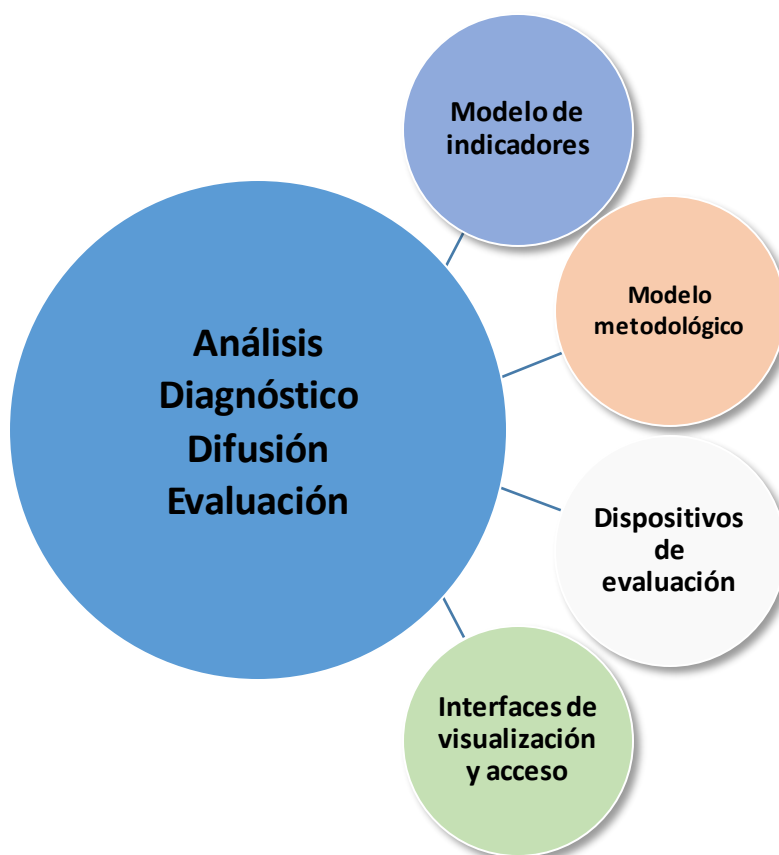 Modelo de
indicadores
Modelo
metodológico
Análisis
Diagnóstico
Difusión
Evaluación
Dispositivos
de
evaluación
Interfaces de
visualización
y acceso